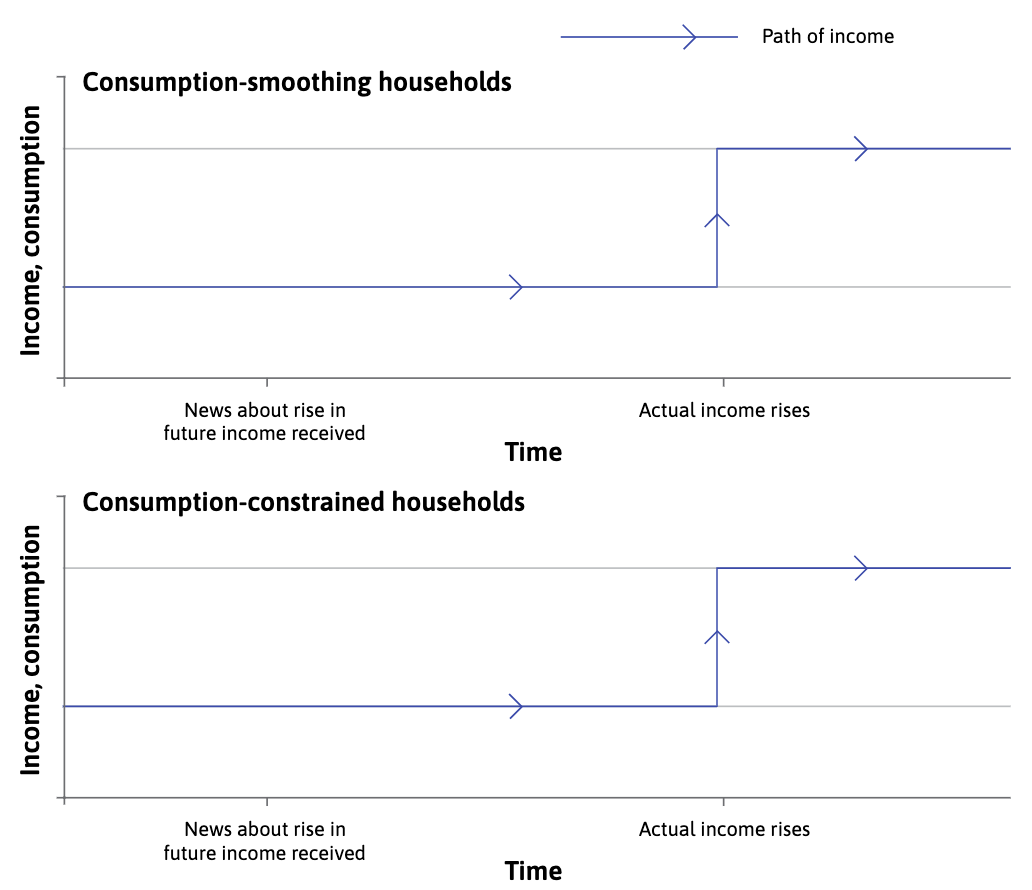 Path of income
Consumption-smoothing households
Income, consumption
News about rise in
future income received
Actual income rises
Time
Consumption-constrained households
Income, consumption
News about rise in
future income received
Actual income rises
Time